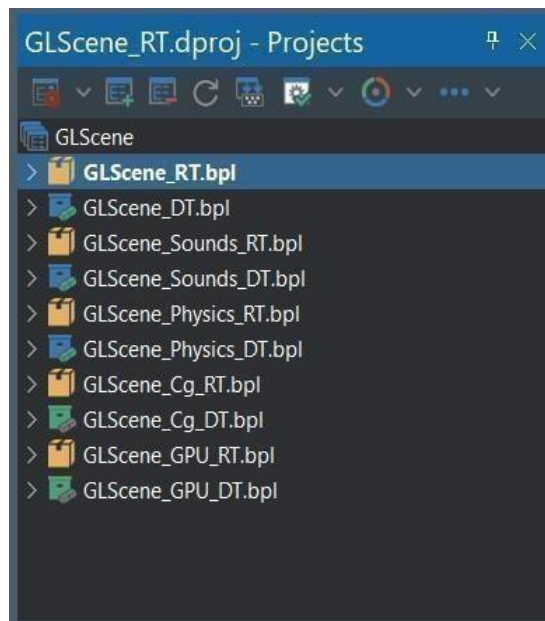 GLScene_RT.dproj - Projects
GLScene
GLScene_RT.bpl
GLScene_DT.bpl
GLScene_Sounds_RT.bpl
GLScene_Sounds_DT.bpl
GLScene_Physics_RT.bpl
GLScene_Physics_DT.bpl
GLScene_Cg_RT.bpl
GLScene_Cg_DT.bpl
GLScene_GPU_RT.bpl
GLScene_GPU_DT.bpl